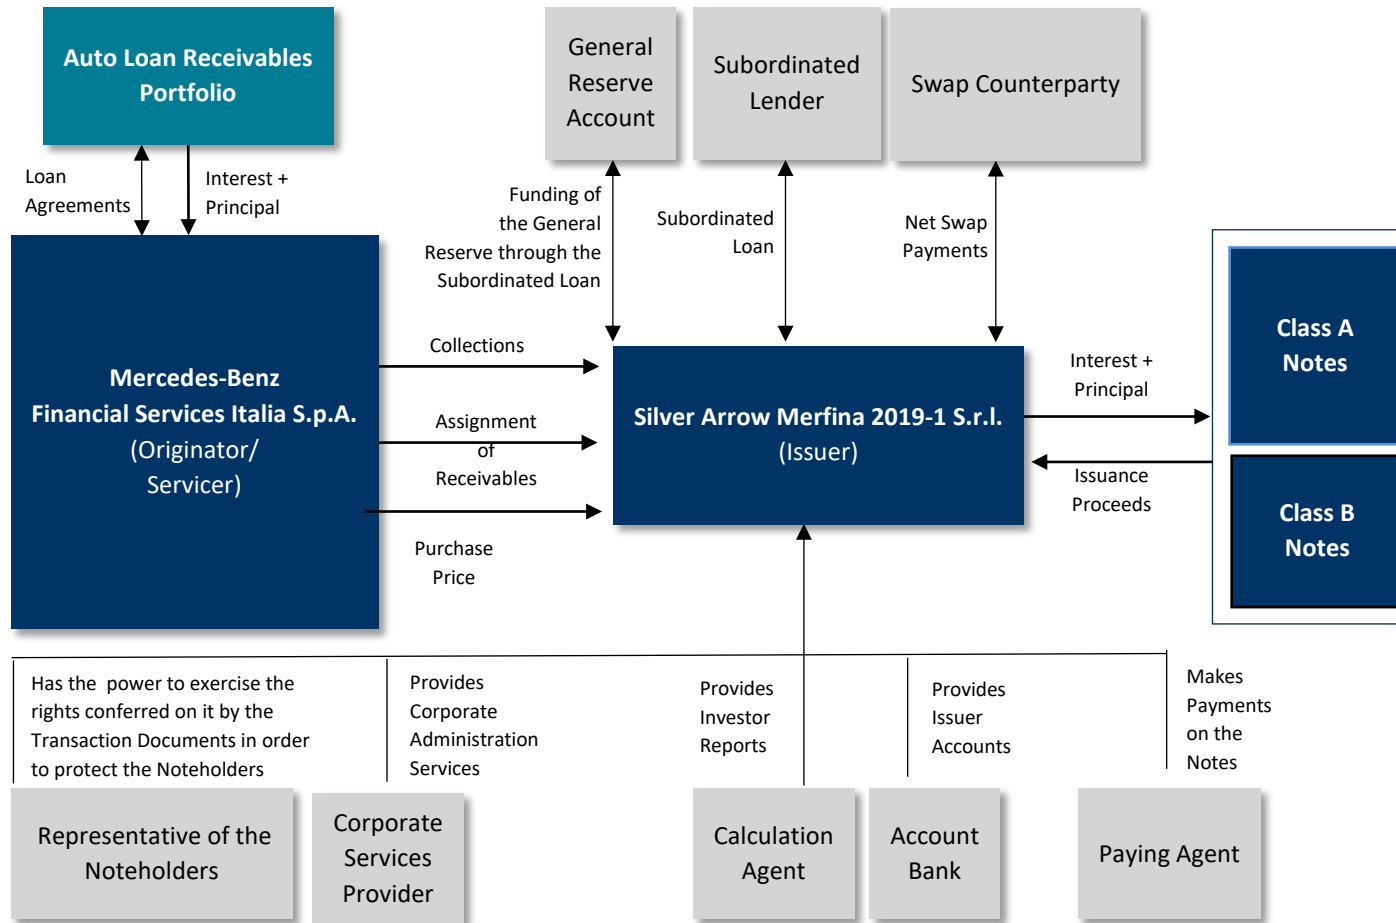 Auto Loan Receivables
Portfolio
General
Reserve
Account
Subordinated
Lender
Swap Counterparty
Loan
Agreements
Interest +
Principal
Funding of
the General
Reserve through the
Subordinated Loan
Subordinated
Loan
Net Swap
Payments
Mercedes-Benz
Financial Services Italia S.p.A.
(Originator/
Servicer)
Collections
Assignment
of
Receivables
Purchase
Price
Silver Arrow Merfina 2019-1 S.r.l.
(Issuer)
Interest +
Principal
Issuance
Proceeds
Class A
Notes
Class B
Notes
Has the power to exercise the
rights conferred on it by the
Transaction Documents in order
to protect the Noteholders
Provides
Corporate
Administration
Services
Provides
Investor
Reports
Provides
Issuer
Accounts
Makes
Payments
on the
Notes
Representative of the
Noteholders
Corporate
Services
Provider
Calculation
Agent
Account
Bank
Paying Agent